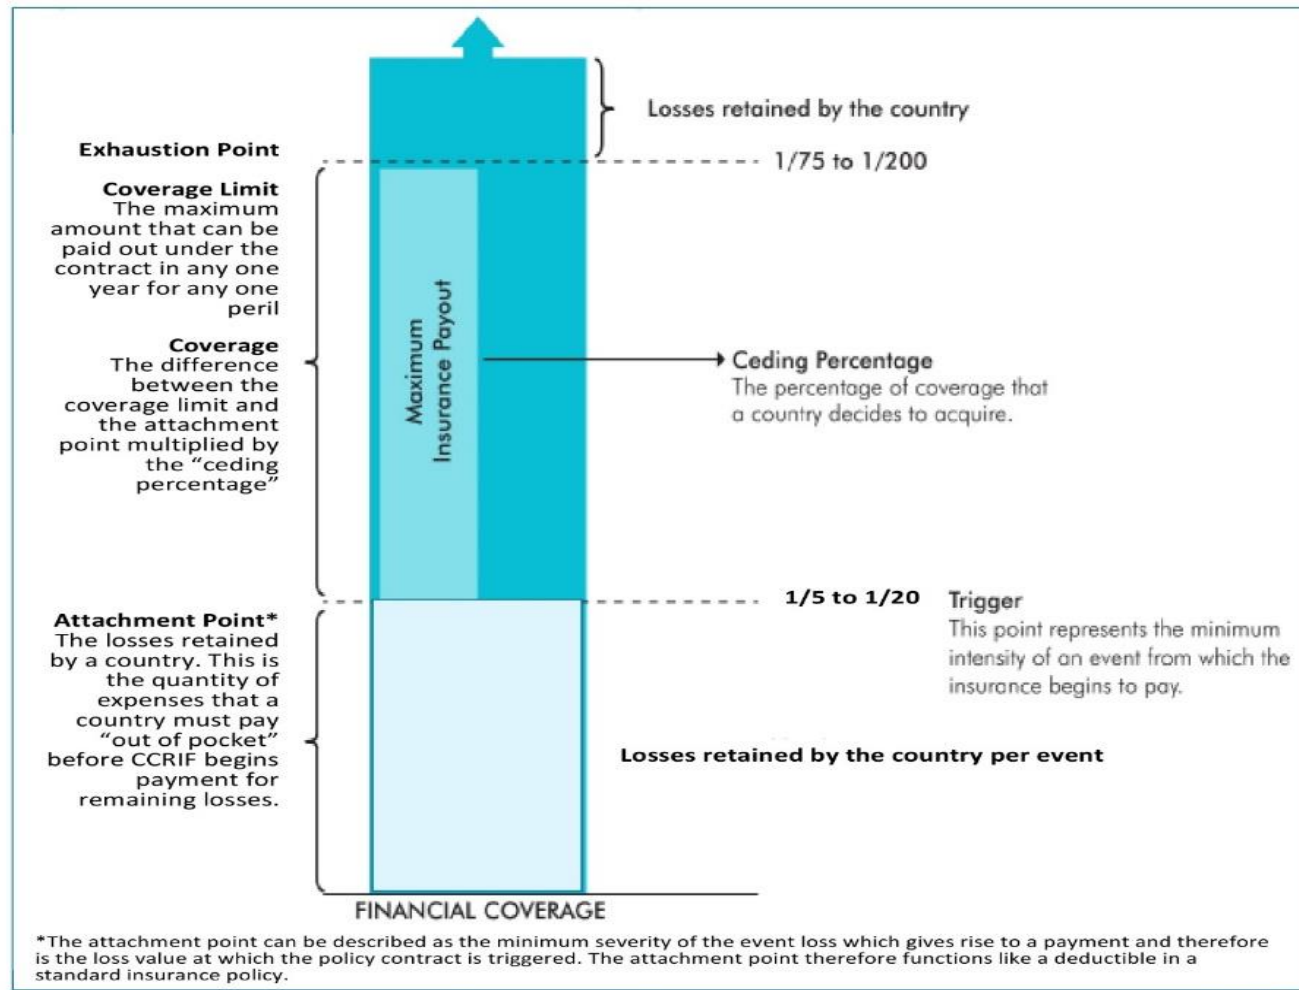 Losses retained by the country
Exhaustion Point
1/75 to 1/200
Coverage Limit
The maximum
amount that can be
paid out under the
contract in any one
year for any one
peril
Coverage
The difference
between the
coverage limit and
the attachment
point multiplied by
the “ceding
percentage”
Maximum
Insurance Payout
Ceding Percentage
The percentage of coverage that
a country decides to acquire.
1/5 to 1/20
Trigger
This point represents the minimum
intensity of an event from which the
insurance begins to pay.
Attachment Point*
The losses retained
by a country. This is
the quantity of
expenses that a
country must pay
“out of pocket”
before CCRIF begins
payment for
remaining losses.
Losses retained by the country per event
FINANCIAL COVERAGE
*The attachment point can be described as the minimum severity of the event loss which gives rise to a payment and therefore
is the loss value at which the policy contract is triggered. The attachment point therefore functions like a deductible in a
standard insurance policy.